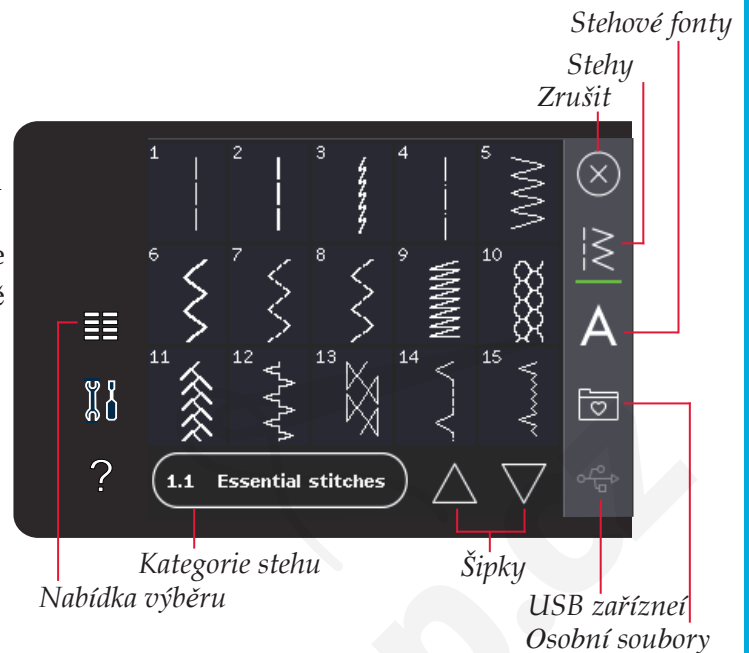 Stehové fonty
Stehy
Zrušit
1 2 3 4 5
6 7 8 9 10
A
11 12 13 14 15
?
1.1 Essential stitches
Kategorie stehu
Šipky
Nabídka výběru
USB zařízneí
Osobní soubory